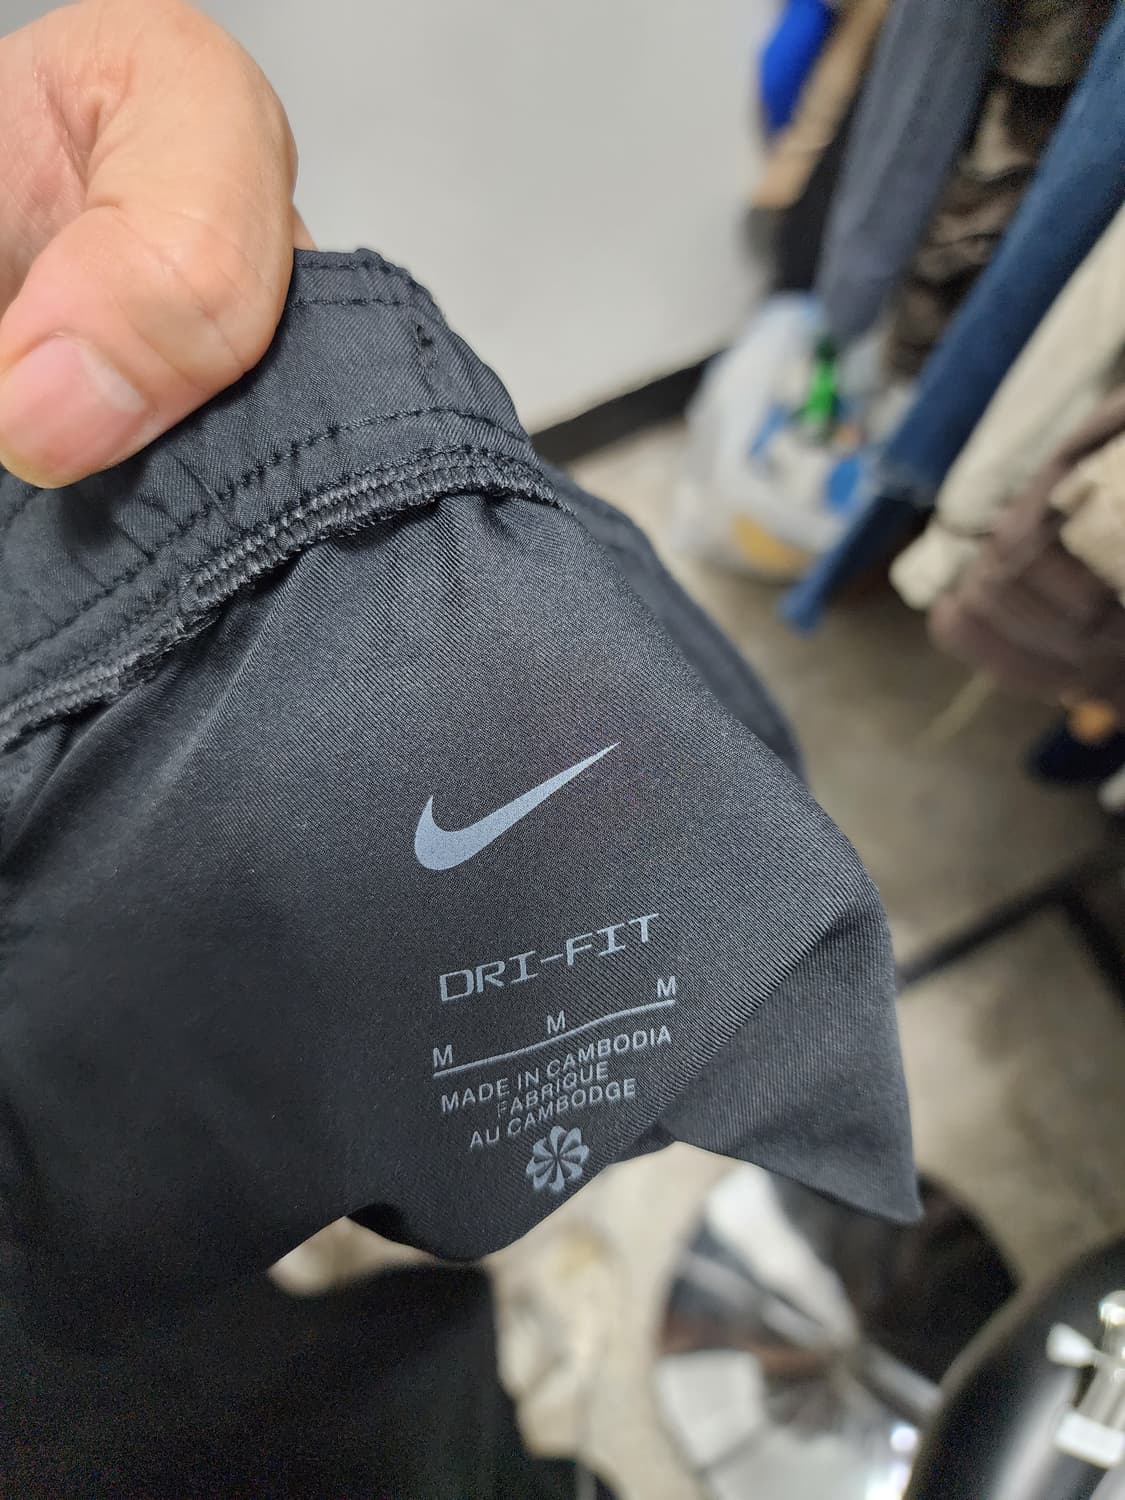 DRI-FIT
M M M
MADE IN CAMBODIA
FABRIQUE
AU CAMBODGE